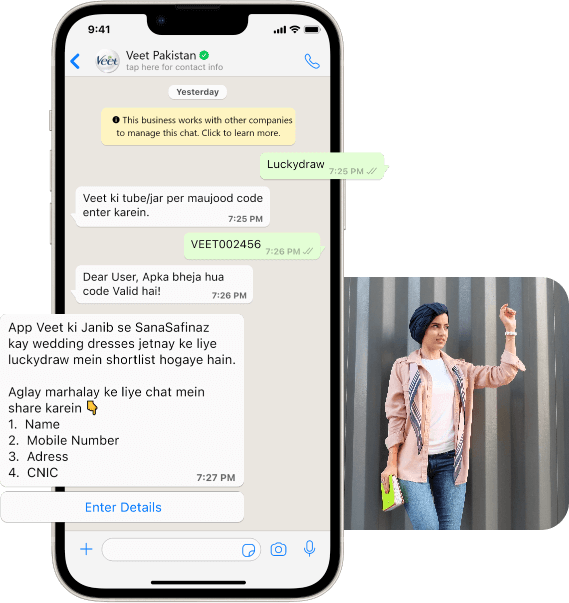 9:41
Veet
Veet Pakistan
tap here for contact info
Yesterday
This business works with other companies
to manage this chat. Click to learn more.
Luckydraw
7:25 PM
Veet ki tube/jar per maujood code
enter karein.
7:25 PM
VEET002456
7:26 PM
Dear User, Apka bheja hua
code Valid hai!
7:26 PM
App Veet ki Janib se SanaSafinaz
kay wedding dresses jetnay ke liye
luckydraw mein shortlist hogaye hain.
Aglay marhalay ke liye chat mein
share karein 👇
1. Name
2. Mobile Number
3. Adress
4. CNIC
7:27 PM
Enter Details